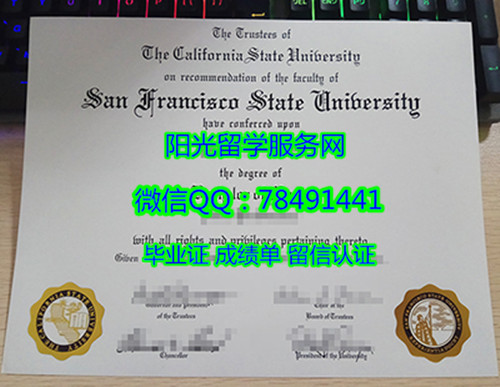 The Trustees of
The California State University
on recommendation of the faculty of
San Francisco State University
have conferred upon
阳光留学服务网
the degree of
微信QQ：78491441
with all rights and privileges pertaining thereto
Given
毕业证 成绩单 留信认证
of the Trustees
Chair of the
Board of Trustees
Chancellor
President of the University